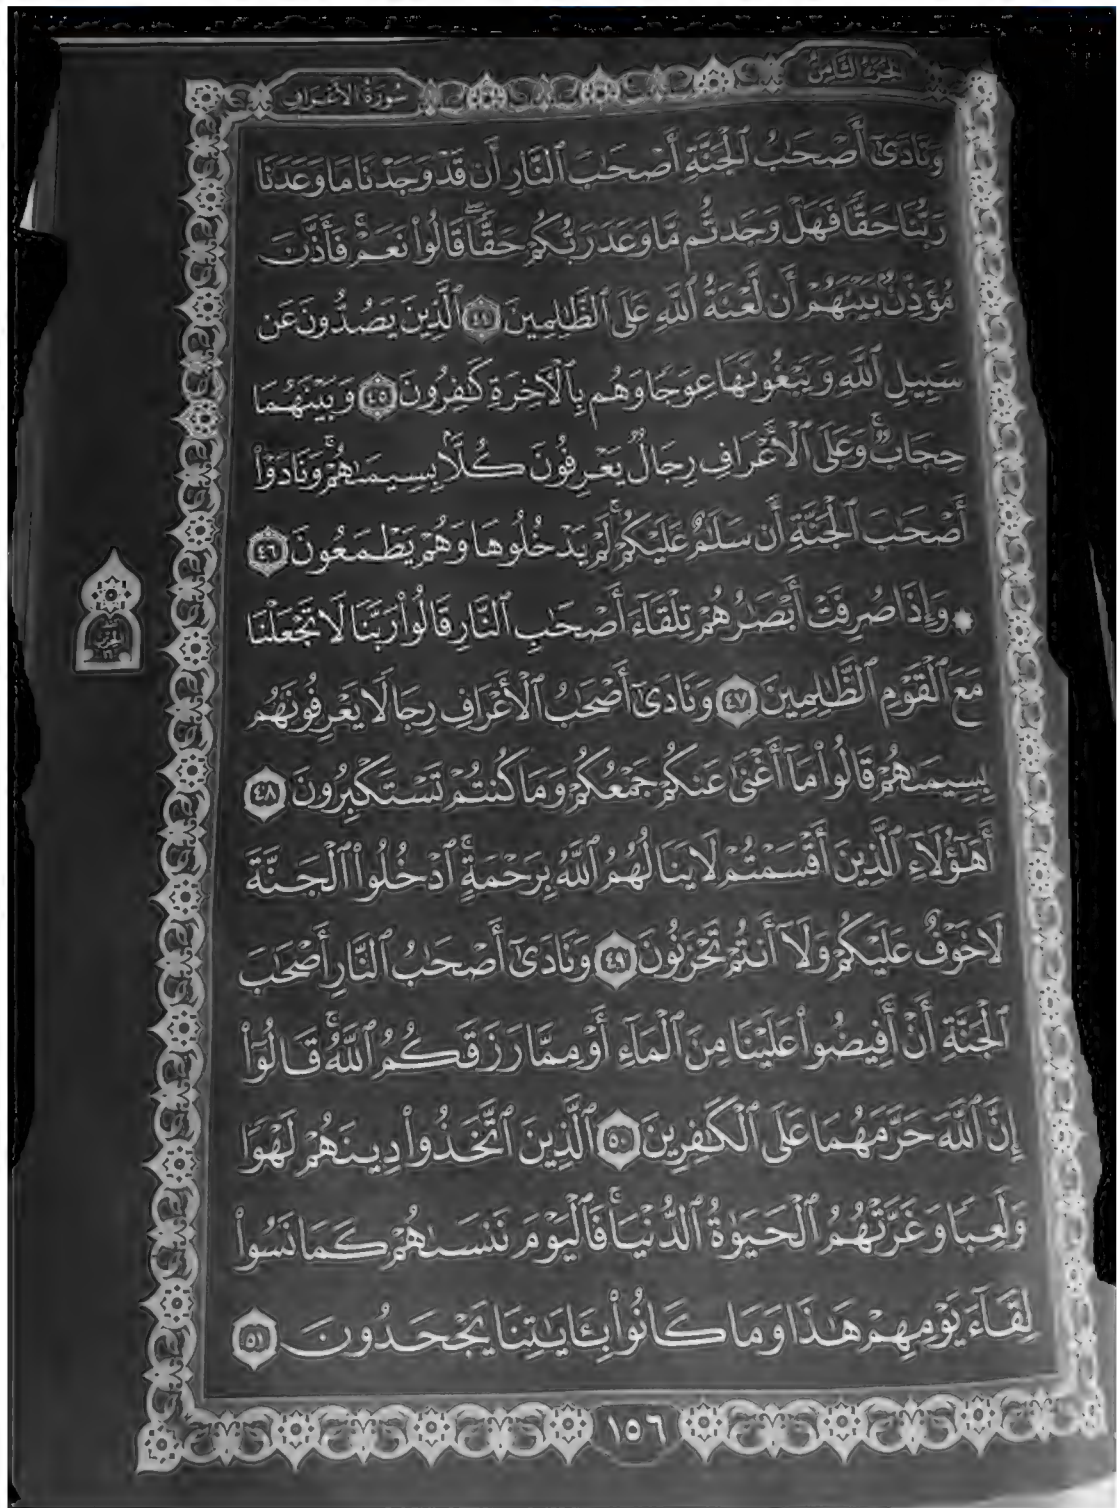 الجزء الثامن
سورة الأعراف
وَنَادَىٰٓ أَصْحَٰبُ ٱلْجَنَّةِ أَصْحَٰبَ ٱلنَّارِ أَن قَدْ وَجَدْنَا مَا وَعَدَنَا
رَبُّنَا حَقًّا فَهَلْ وَجَدتُّم مَّا وَعَدَ رَبُّكُمْ حَقًّا ۖ قَالُوا۟ نَعَمْ ۚ فَأَذَّنَ
مُؤَذِّنٌۢ بَيْنَهُمْ أَن لَّعْنَةُ ٱللَّهِ عَلَى ٱلظَّٰلِمِينَ ٤٤ ٱلَّذِينَ يَصُدُّونَ عَن
سَبِيلِ ٱللَّهِ وَيَبْغُونَهَا عِوَجًا وَهُم بِٱلْءَاخِرَةِ كَٰفِرُونَ ٤٥ وَبَيْنَهُمَا
حِجَابٌ ۚ وَعَلَى ٱلْأَعْرَافِ رِجَالٌ يَعْرِفُونَ كُلًّۢا بِسِيمَىٰهُمْ ۚ وَنَادَوْا۟
أَصْحَٰبَ ٱلْجَنَّةِ أَن سَلَٰمٌ عَلَيْكُمْ ۚ لَمْ يَدْخُلُوهَا وَهُمْ يَطْمَعُونَ ٤٦
۞ وَإِذَا صُرِفَتْ أَبْصَٰرُهُمْ تِلْقَآءَ أَصْحَٰبِ ٱلنَّارِ قَالُوا۟ رَبَّنَا لَا تَجْعَلْنَا
مَعَ ٱلْقَوْمِ ٱلظَّٰلِمِينَ ٤٧ وَنَادَىٰٓ أَصْحَٰبُ ٱلْأَعْرَافِ رِجَالًا يَعْرِفُونَهُم
بِسِيمَىٰهُمْ قَالُوا۟ مَآ أَغْنَىٰ عَنكُمْ جَمْعُكُمْ وَمَا كُنتُمْ تَسْتَكْبِرُونَ ٤٨
أَهَٰٓؤُلَآءِ ٱلَّذِينَ أَقْسَمْتُمْ لَا يَنَالُهُمُ ٱللَّهُ بِرَحْمَةٍ ۚ ٱدْخُلُوا۟ ٱلْجَنَّةَ
لَا خَوْفٌ عَلَيْكُمْ وَلَآ أَنتُمْ تَحْزَنُونَ ٤٩ وَنَادَىٰٓ أَصْحَٰبُ ٱلنَّارِ أَصْحَٰبَ
ٱلْجَنَّةِ أَنْ أَفِيضُوا۟ عَلَيْنَا مِنَ ٱلْمَآءِ أَوْ مِمَّا رَزَقَكُمُ ٱللَّهُ ۚ قَالُوٓا۟
إِنَّ ٱللَّهَ حَرَّمَهُمَا عَلَى ٱلْكَٰفِرِينَ ٥٠ ٱلَّذِينَ ٱتَّخَذُوا۟ دِينَهُمْ لَهْوًا
وَلَعِبًا وَغَرَّتْهُمُ ٱلْحَيَوٰةُ ٱلدُّنْيَا ۚ فَٱلْيَوْمَ نَنسَىٰهُمْ كَمَا نَسُوا۟
لِقَآءَ يَوْمِهِمْ هَٰذَا وَمَا كَانُوا۟ بِـَٔايَٰتِنَا يَجْحَدُونَ ٥١
١٥٦